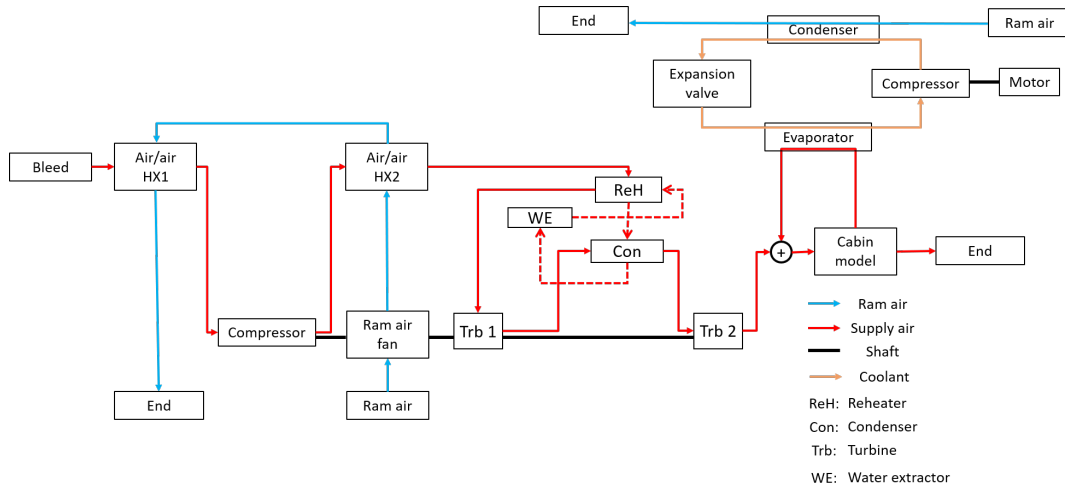 End
Condenser
Ram air
Expansion
valve
Compressor
Motor
Evaporator
Bleed
Air/air
HX1
Air/air
HX2
ReH
WE
Con
Cabin
model
+
End
Compressor
Ram air
fan
Trb 1
Trb 2
End
Ram air
Ram air
Supply air
Shaft
Coolant
ReH: Reheater
Con: Condenser
Trb: Turbine
WE: Water extractor